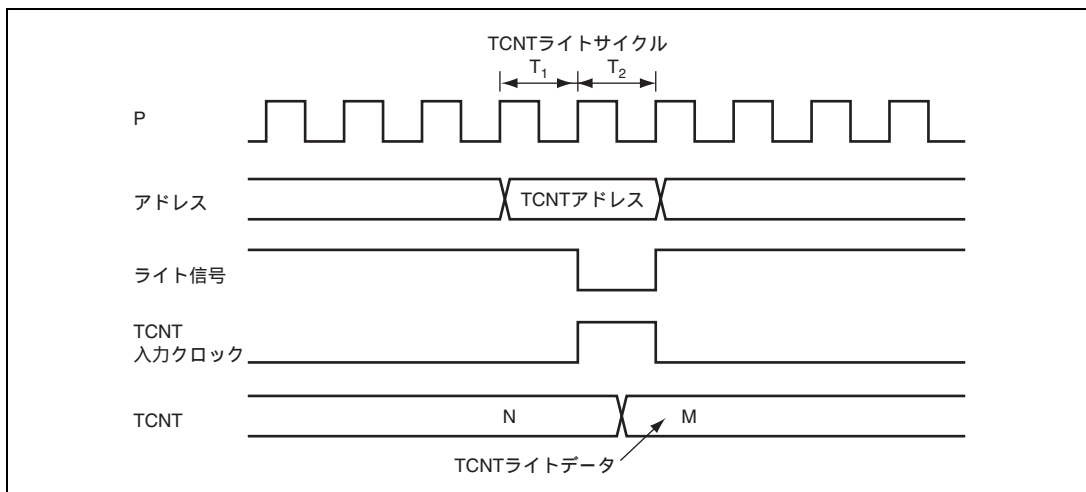 TCNTライトサイクル
T1 T2
P
アドレス
TCNTアドレス
ライト信号
TCNT
入力クロック
TCNT
N
M
TCNTライトデータ